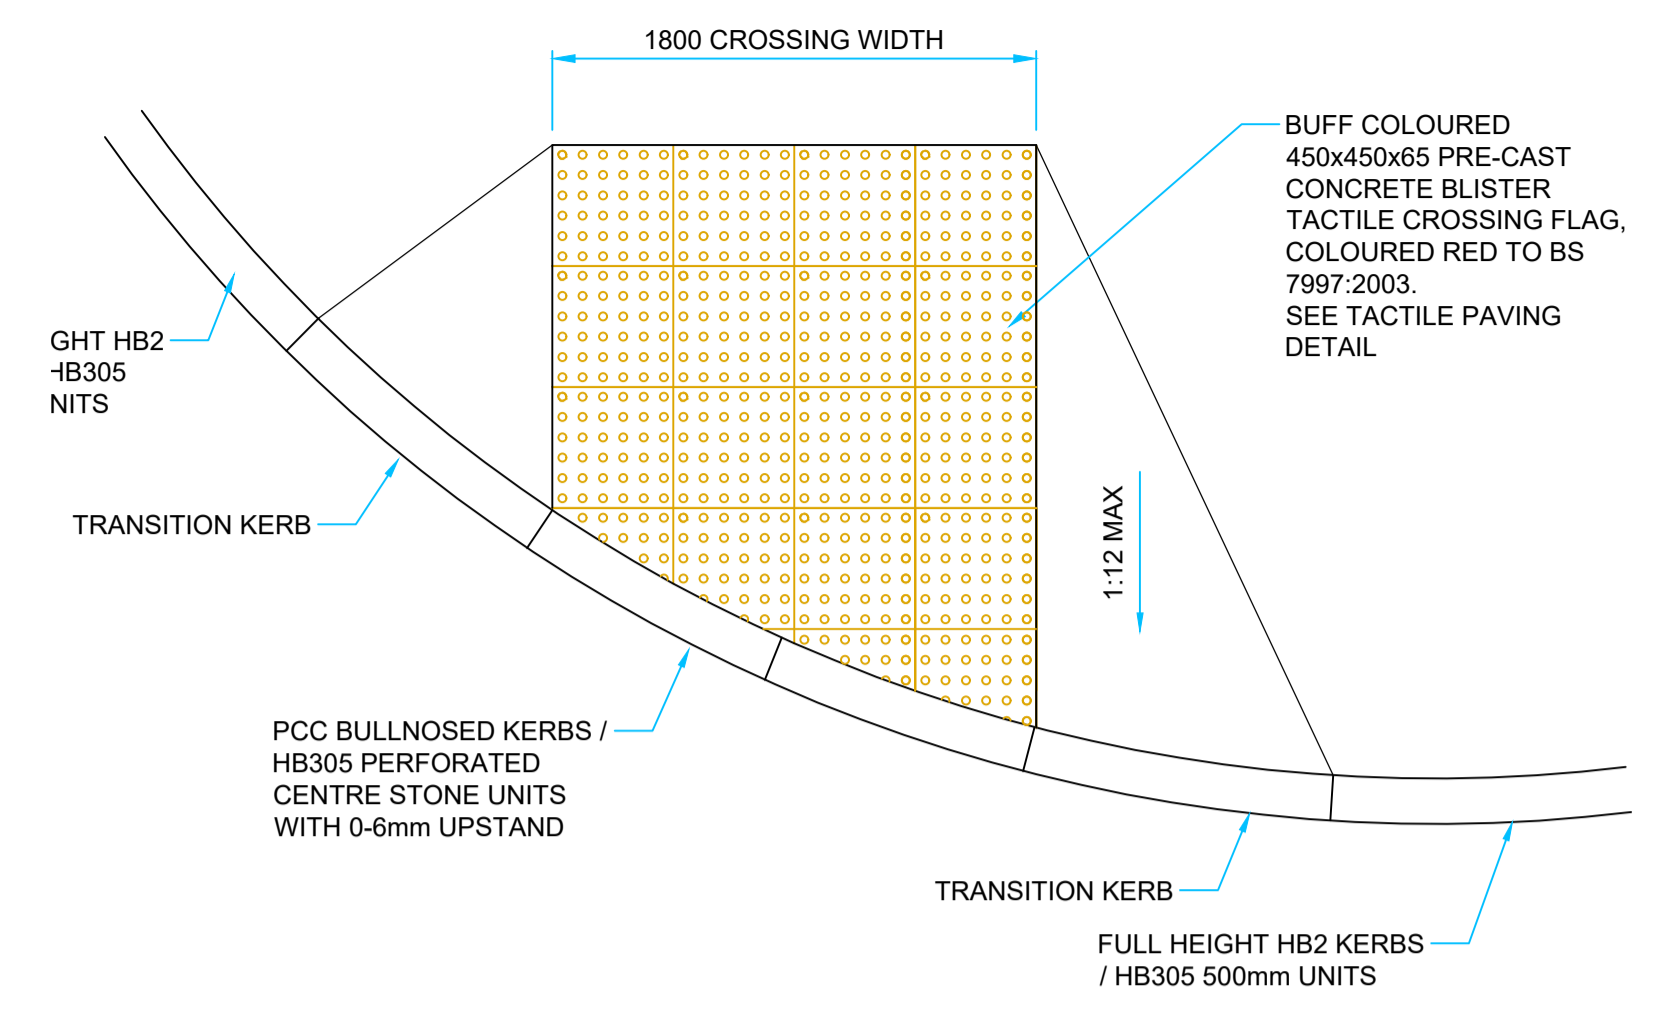 1800 CROSSING WIDTH
BUFF COLOURED
450x450x65 PRE-CAST
CONCRETE BLISTER
TACTILE CROSSING FLAG,
COLOURED RED TO BS
7997:2003.
SEE TACTILE PAVING
DETAIL
GHT HB2
HB305
NITS
TRANSITION KERB
1:12 MAX
PCC BULLNOSED KERBS /
HB305 PERFORATED
CENTRE STONE UNITS
WITH 0-6mm UPSTAND
TRANSITION KERB
FULL HEIGHT HB2 KERBS
/ HB305 500mm UNITS